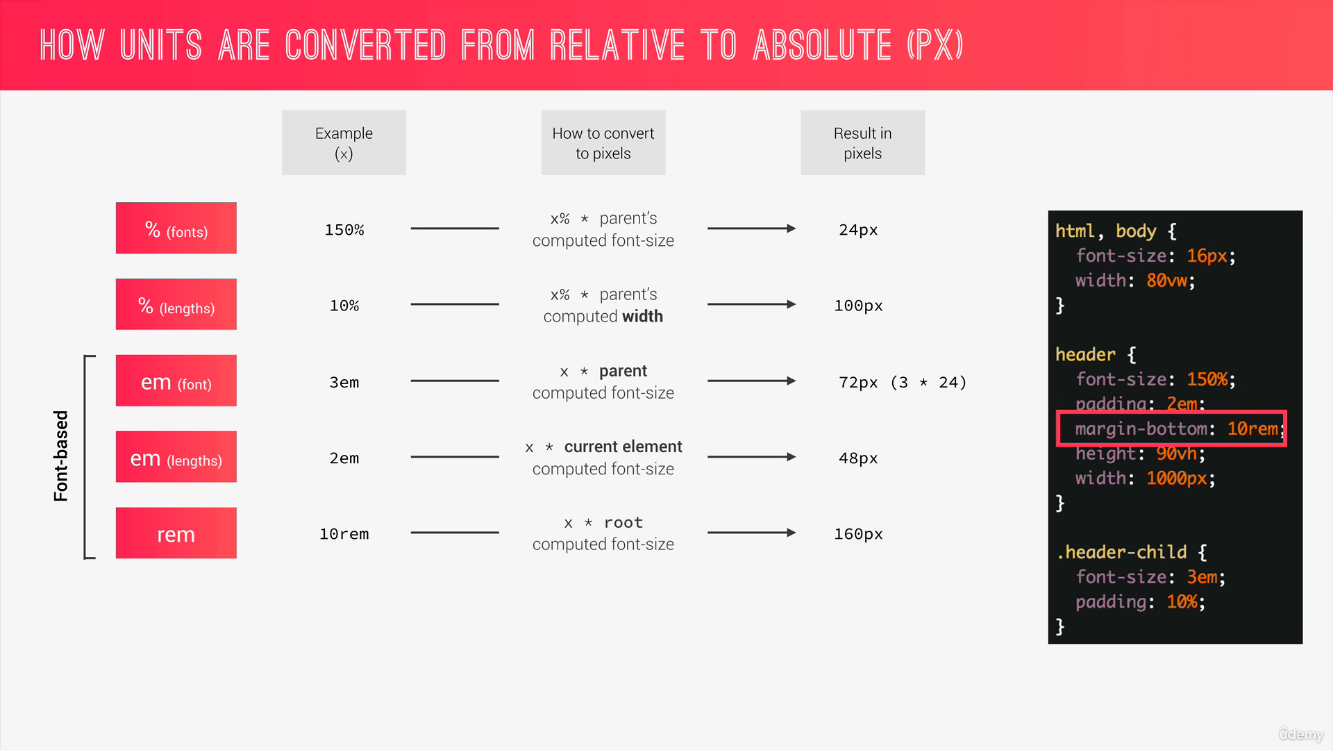 HOW UNITS ARE CONVERTED FROM RELATIVE TO ABSOLUTE (PX)
Example
(x)
How to convert
to pixels
Result in
pixels
% (fonts)
150%
x% * parent's
computed font-size
24px
% (lengths)
10%
x% * parent's
computed width
100px
Font-based
em (font)
3em
x * parent
computed font-size
72px (3 * 24)
em (lengths)
2em
x * current element
computed font-size
48px
rem
10rem
x * root
computed font-size
160px
html, body {
font-size: 16px;
width: 80vw;
}
header {
font-size: 150%;
padding: 2em;
margin-bottom: 10rem;
height: 90vh;
width: 1000px;
}
.header-child {
font-size: 3em;
padding: 10%;
}
ûdemy